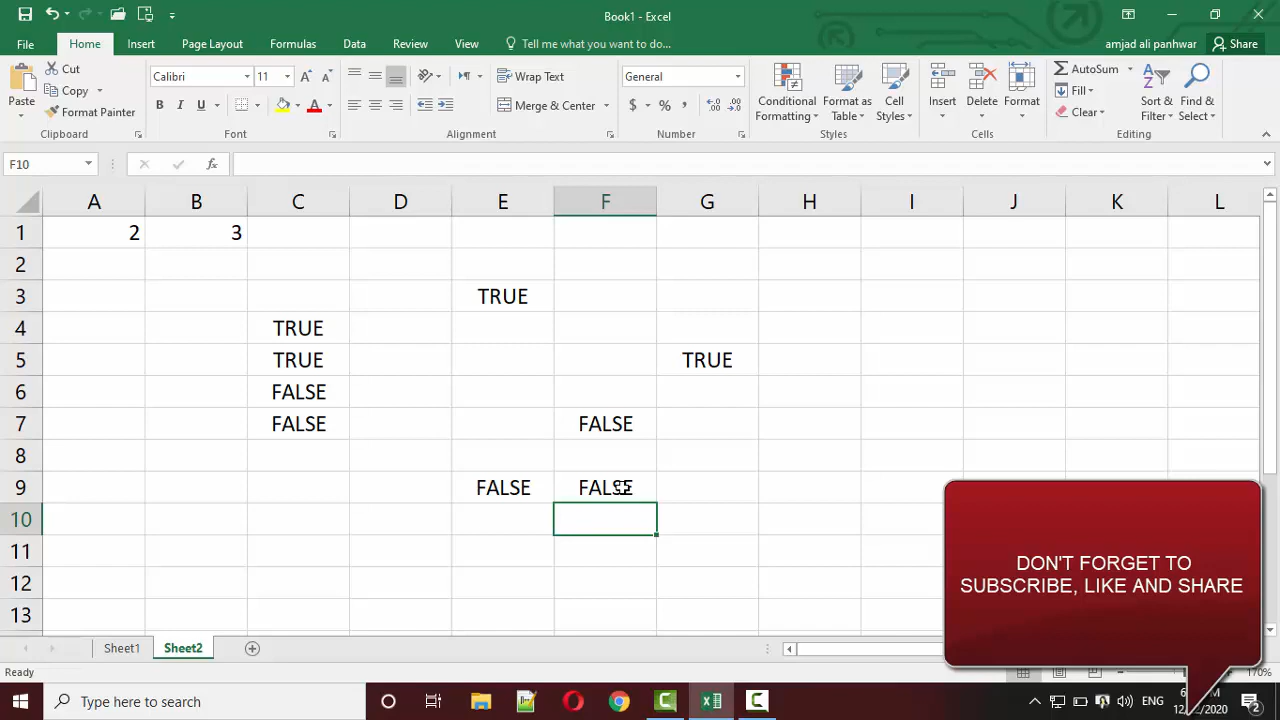 Book1 - Excel
File Home Insert Page Layout Formulas Data Review View Tell me what you want to do... amjad ali panhwar Share
Paste Cut Copy Format Painter Clipboard
Calibri 11 B I U A Font
Wrap Text Merge & Center Alignment
General $ % , Number
Conditional Formatting Format as Table Cell Styles Styles
Insert Delete Format Cells
AutoSum Fill Clear Sort & Filter Find & Select Editing
F10 fx
A B C D E F G H I J K L
1 2 3
2
3 TRUE
4 TRUE
5 TRUE TRUE
6 FALSE
7 FALSE FALSE
8
9 FALSE FALSE
10
11
12
13
DON'T FORGET TO
SUBSCRIBE, LIKE AND SHARE
Sheet1 Sheet2
Ready 170%
Type here to search ENG 2